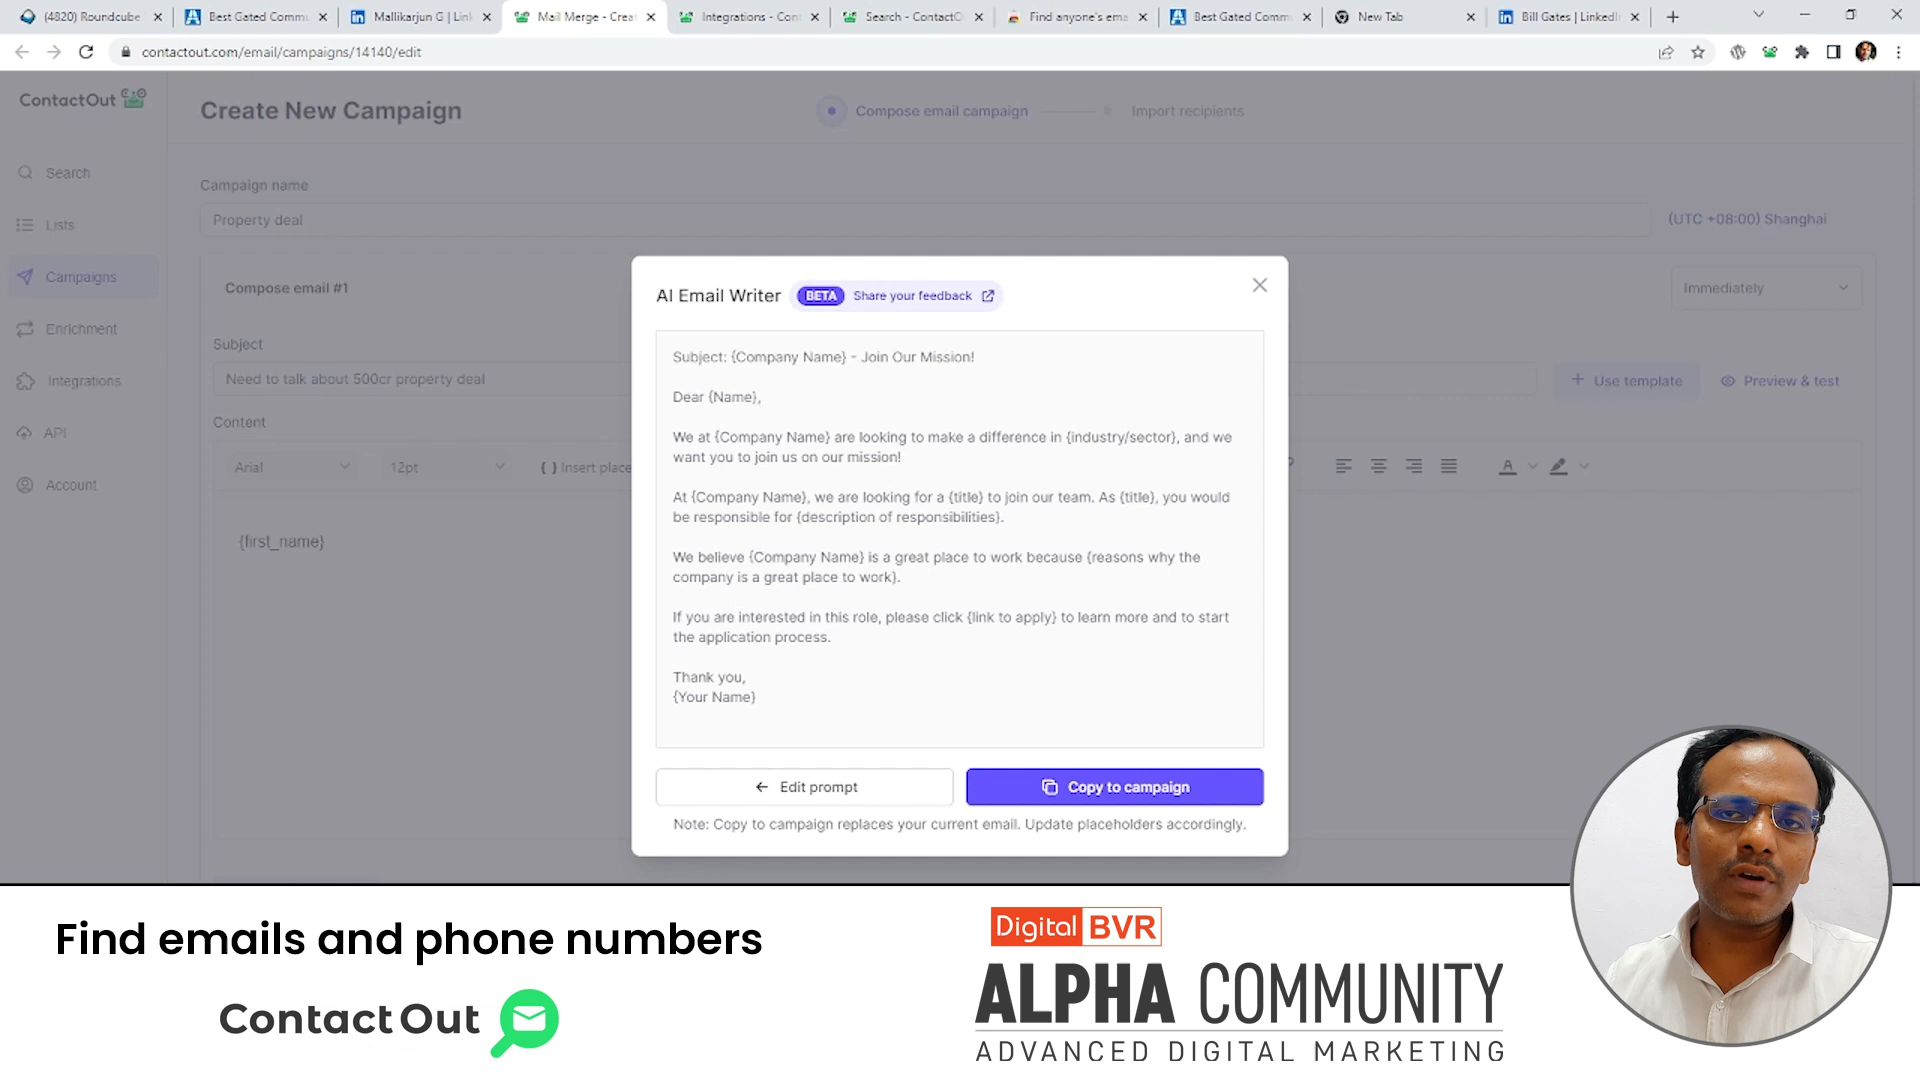 (4820) Roundcube
Best Gated Commu
Mallikarjun G | Link
Mail Merge - Creat
Integrations - Cont
Search - ContactO
Find anyone's ema
Best Gated Commu
New Tab
Bill Gates | LinkedIn
contactout.com/email/campaigns/14140/edit
ContactOut
Create New Campaign
Compose email campaign
Import recipients
Search
Lists
Campaigns
Enrichment
Integrations
API
Account
Campaign name
Property deal
(UTC +08:00) Shanghai
Compose email #1
Immediately
Subject
Need to talk about 500cr property deal
Use template
Preview & test
Content
Arial
12pt
{ } Insert place
{first_name}
AI Email Writer
BETA
Share your feedback
Subject: {Company Name} - Join Our Mission!
Dear {Name},
We at {Company Name} are looking to make a difference in {industry/sector}, and we
want you to join us on our mission!
At {Company Name}, we are looking for a {title} to join our team. As {title}, you would
be responsible for {description of responsibilities}.
We believe {Company Name} is a great place to work because {reasons why the
company is a great place to work}.
If you are interested in this role, please click {link to apply} to learn more and to start
the application process.
Thank you,
{Your Name}
Edit prompt
Copy to campaign
Note: Copy to campaign replaces your current email. Update placeholders accordingly.
Find emails and phone numbers
ContactOut
Digital BVR
ALPHA COMMUNITY
ADVANCED DIGITAL MARKETING